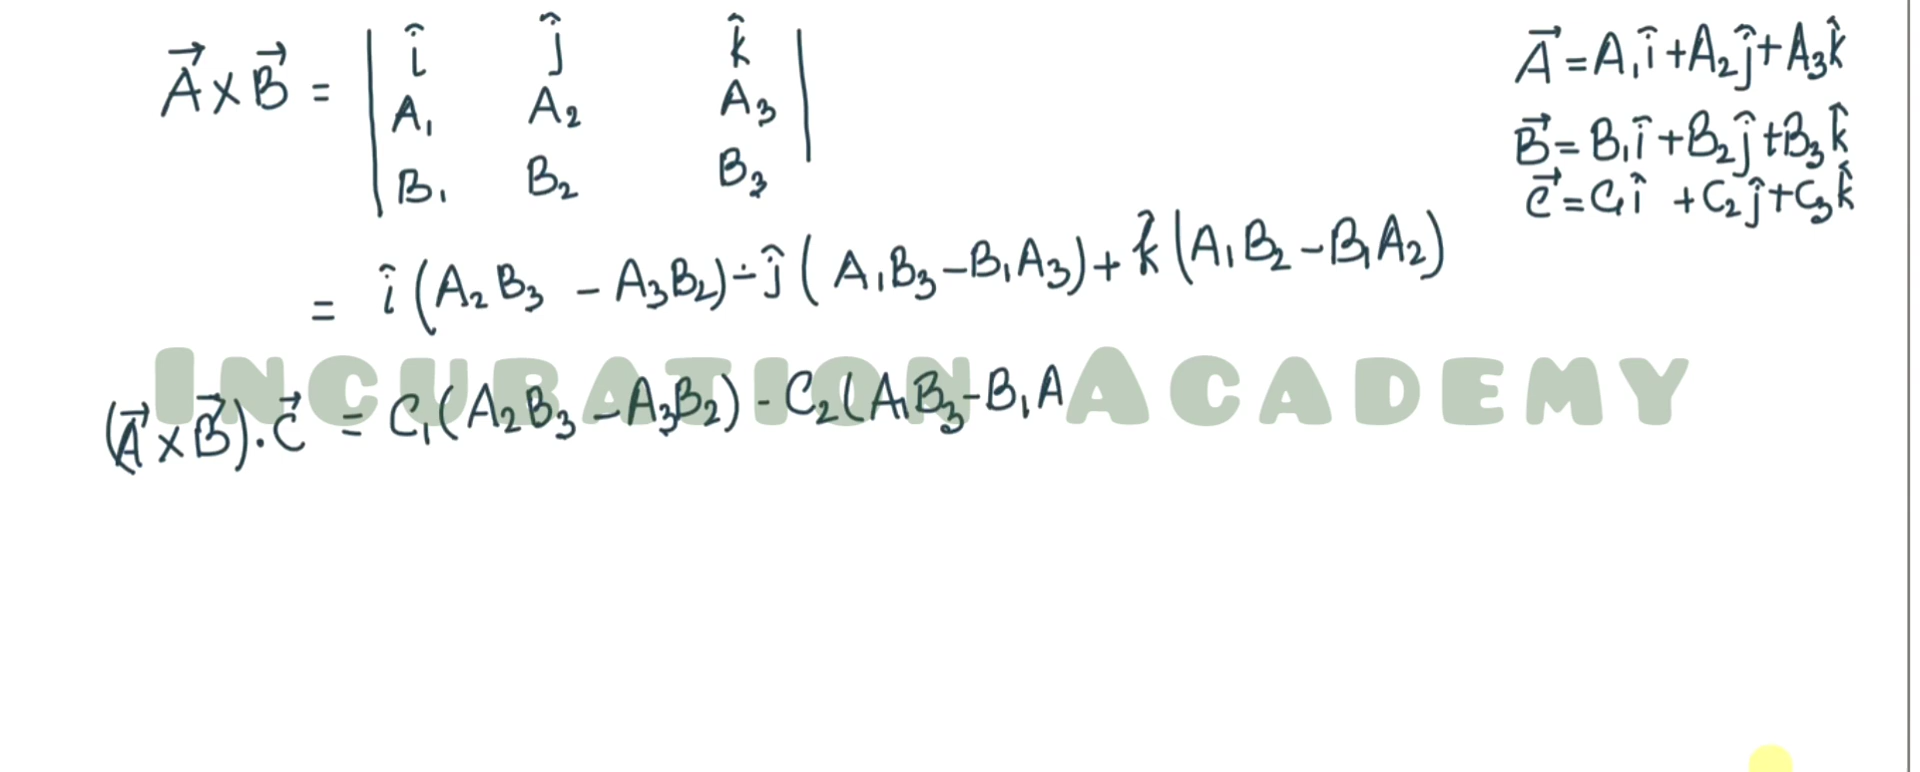 A⃗×B⃗ = | î ĵ k̂ |
A₁ A₂ A₃
B₁ B₂ B₃
A⃗=A₁î+A₂ĵ+A₃k̂
B⃗=B₁î+B₂ĵ+B₃k̂
C⃗=C₁î+C₂ĵ+C₃k̂
= î(A₂B₃ - A₃B₂) - ĵ(A₁B₃-B₁A₃)+k̂(A₁B₂-B₁A₂)
INCUBATION ACADEMY
(A⃗×B⃗).C⃗ = C₁(A₂B₃-A₃B₂) - C₂(A₁B₃-B₁A